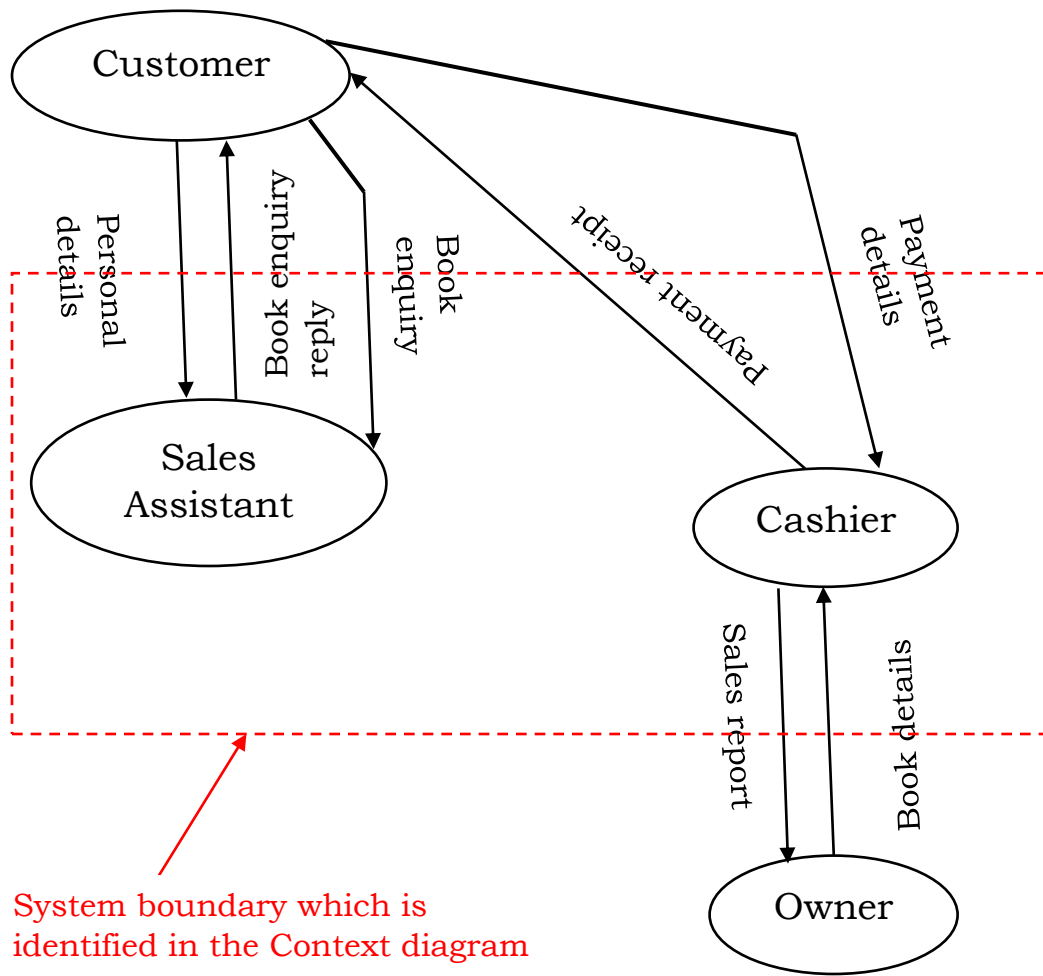 Customer
Personal
details
Book enquiry
reply
Book
enquiry
Payment receipt
Payment
details
Sales
Assistant
Cashier
Sales report
Book details
Owner
System boundary which is
identified in the Context diagram